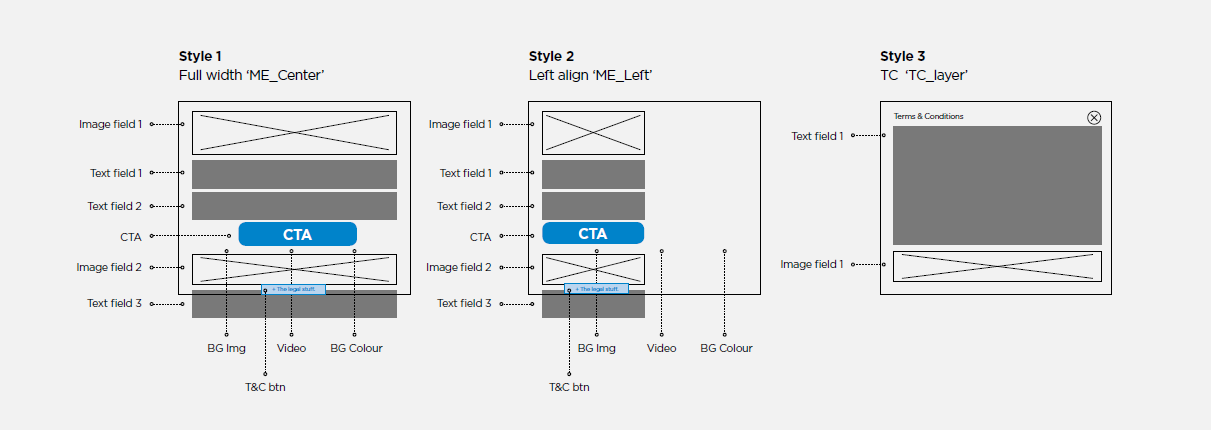 Style 1
Full width ‘ME_Center’
Image field 1
Text field 1
Text field 2
CTA
CTA
Image field 2
+ The legal stuff.
Text field 3
BG Img
Video
BG Colour
T&C btn
Style 2
Left align ‘ME_Left’
Image field 1
Text field 1
Text field 2
CTA
CTA
Image field 2
+ The legal stuff.
Text field 3
BG Img
Video
BG Colour
T&C btn
Style 3
TC ‘TC_layer’
Terms & Conditions
Text field 1
Image field 1